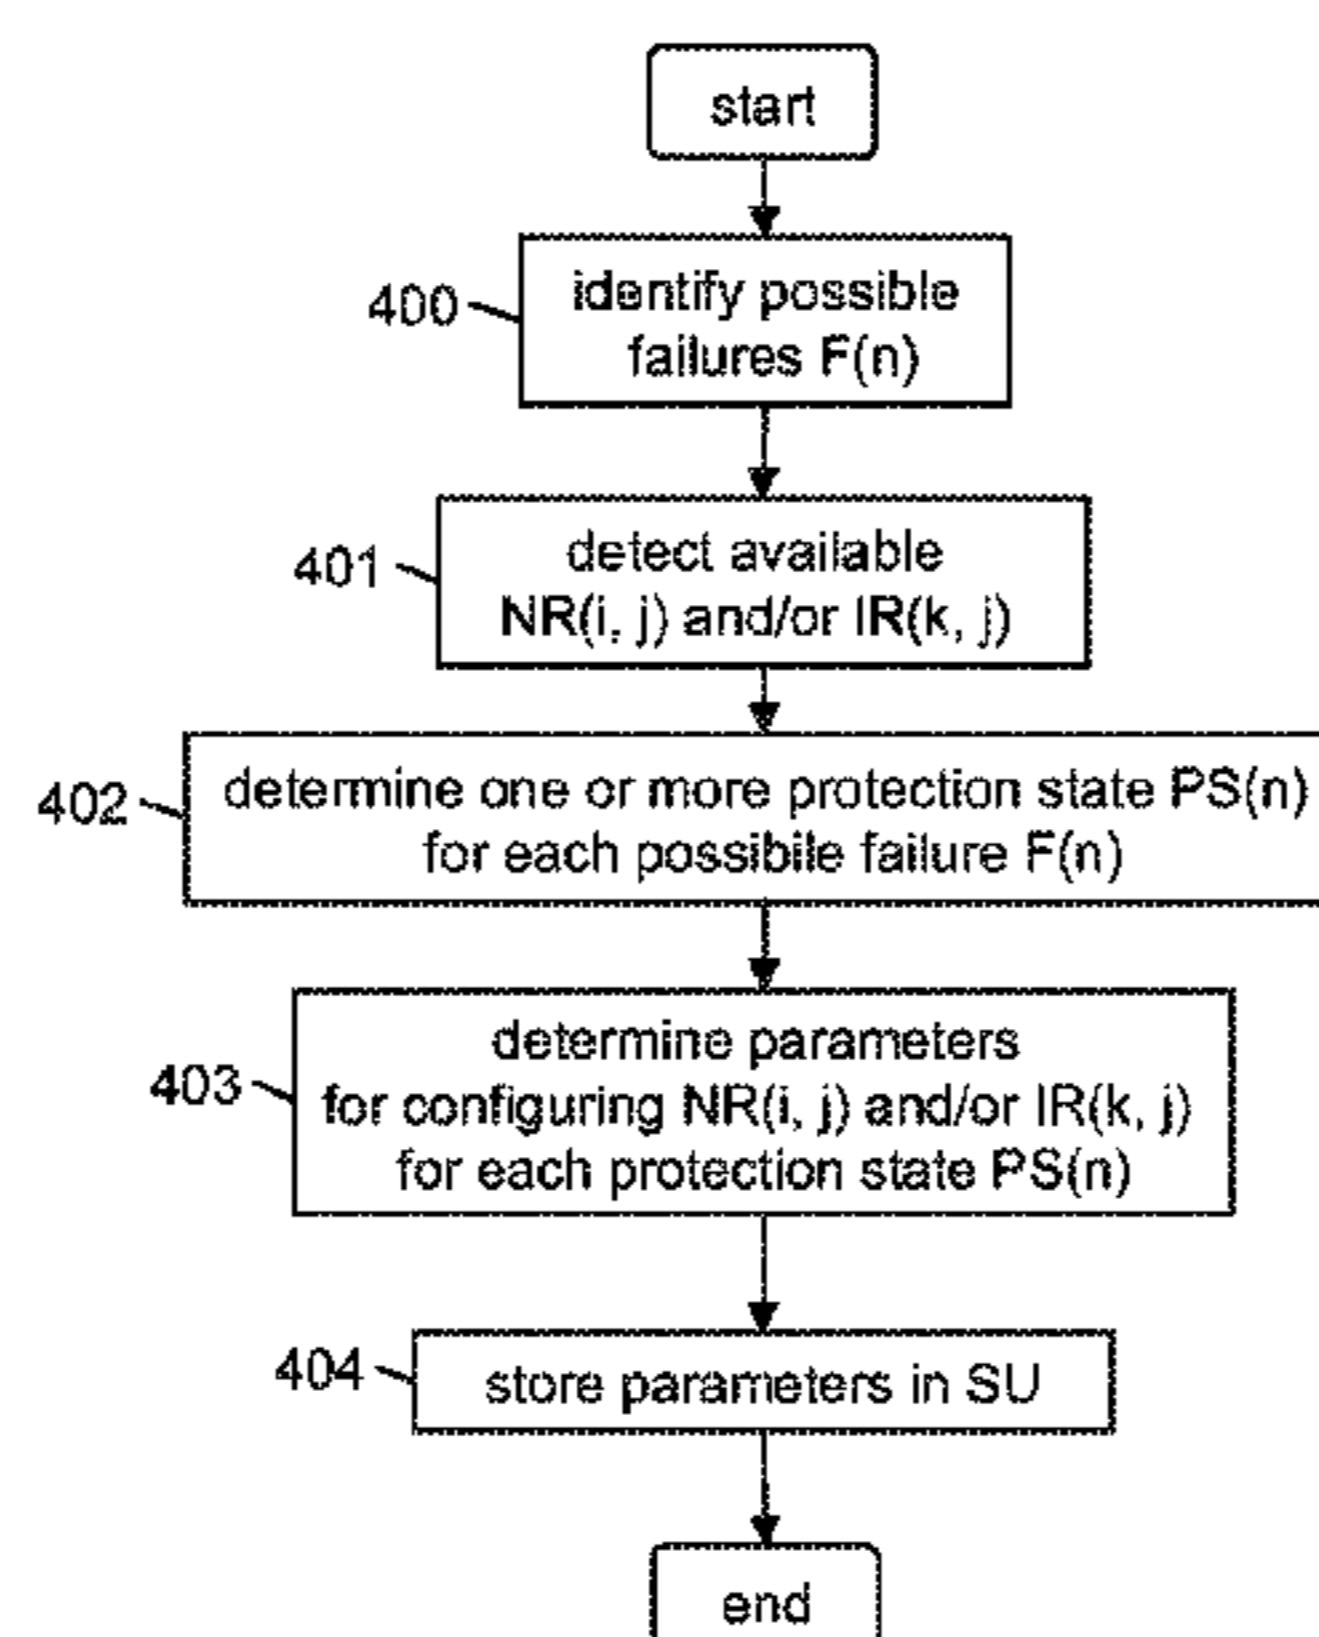 start
400
identify possible
failures F(n)
401
detect available
NR(i, j) and/or IR(k, j)
402
determine one or more protection state PS(n)
for each possibile failure F(n)
403
determine parameters
for configuring NR(i, j) and/or IR(k, j)
for each protection state PS(n)
404
store parameters in SU
end